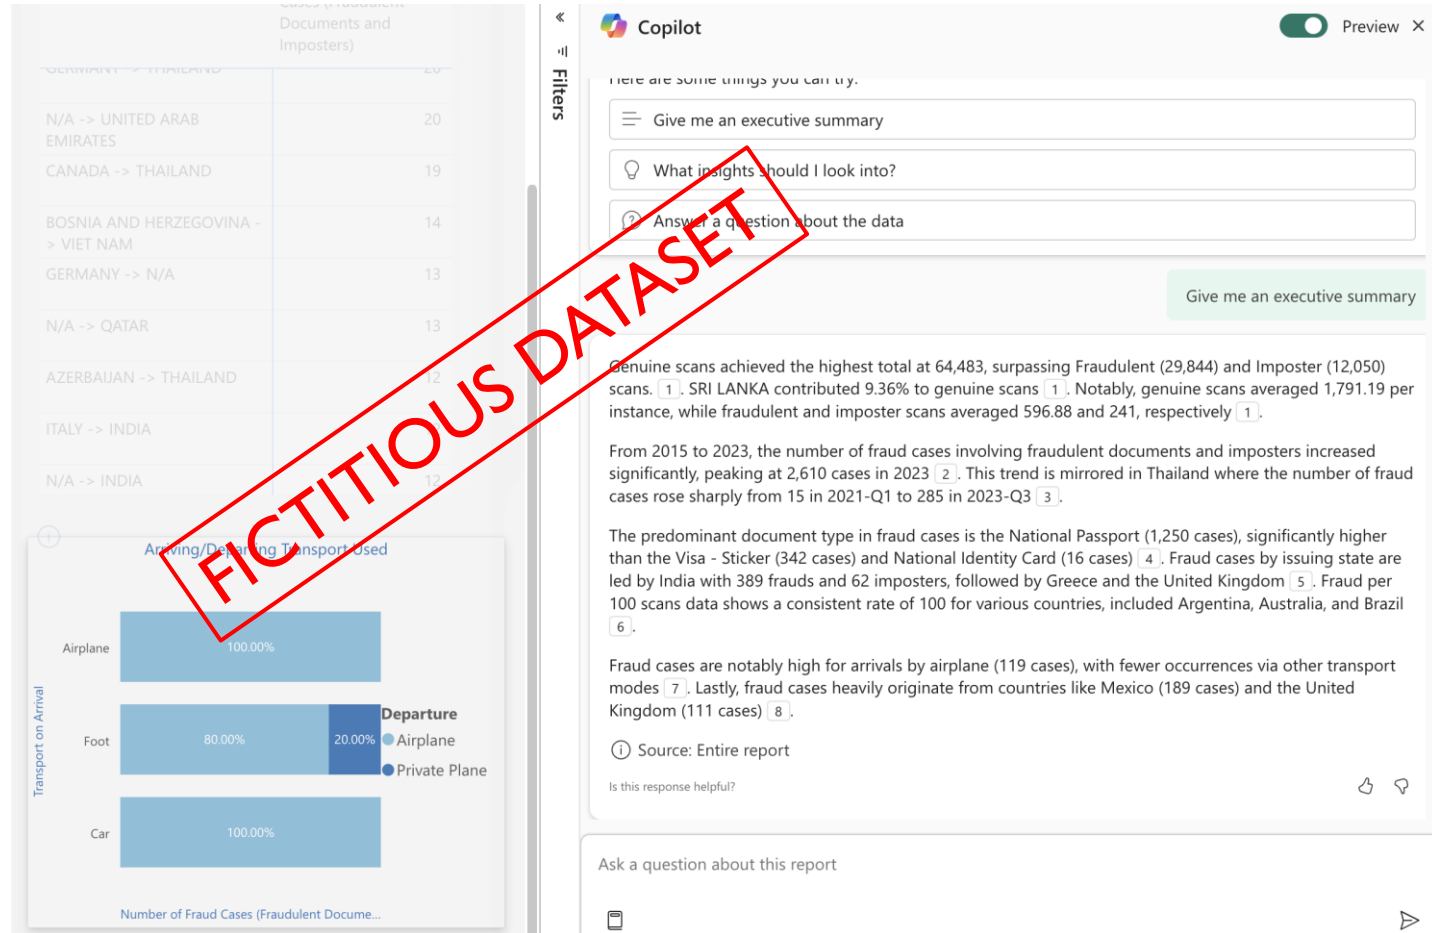 Cases (Fraudulent
Documents and
Imposters)
GERMANY -> THAILAND 20
N/A -> UNITED ARAB 20
EMIRATES
CANADA -> THAILAND 19
BOSNIA AND HERZEGOVINA - 14
> VIET NAM
GERMANY -> N/A 13
N/A -> QATAR 13
AZERBAIJAN -> THAILAND 12
ITALY -> INDIA
N/A -> INDIA 12
Arriving/Departing Transport Used
Transport on Arrival
Airplane 100.00%
Foot 80.00% 20.00%
Car 100.00%
Departure
Airplane
Private Plane
Number of Fraud Cases (Fraudulent Docume...
Filters
FICTITIOUS DATASET
Copilot
Preview
Here are some things you can try:
Give me an executive summary
What insights should I look into?
Answer a question about the data
Give me an executive summary
Genuine scans achieved the highest total at 64,483, surpassing Fraudulent (29,844) and Imposter (12,050)
scans. 1 . SRI LANKA contributed 9.36% to genuine scans 1 . Notably, genuine scans averaged 1,791.19 per
instance, while fraudulent and imposter scans averaged 596.88 and 241, respectively 1 .
From 2015 to 2023, the number of fraud cases involving fraudulent documents and imposters increased
significantly, peaking at 2,610 cases in 2023 2 . This trend is mirrored in Thailand where the number of fraud
cases rose sharply from 15 in 2021-Q1 to 285 in 2023-Q3 3 .
The predominant document type in fraud cases is the National Passport (1,250 cases), significantly higher
than the Visa - Sticker (342 cases) and National Identity Card (16 cases) 4 . Fraud cases by issuing state are
led by India with 389 frauds and 62 imposters, followed by Greece and the United Kingdom 5 . Fraud per
100 scans data shows a consistent rate of 100 for various countries, included Argentina, Australia, and Brazil
6 .
Fraud cases are notably high for arrivals by airplane (119 cases), with fewer occurrences via other transport
modes 7 . Lastly, fraud cases heavily originate from countries like Mexico (189 cases) and the United
Kingdom (111 cases) 8 .
Source: Entire report
Is this response helpful?
Ask a question about this report